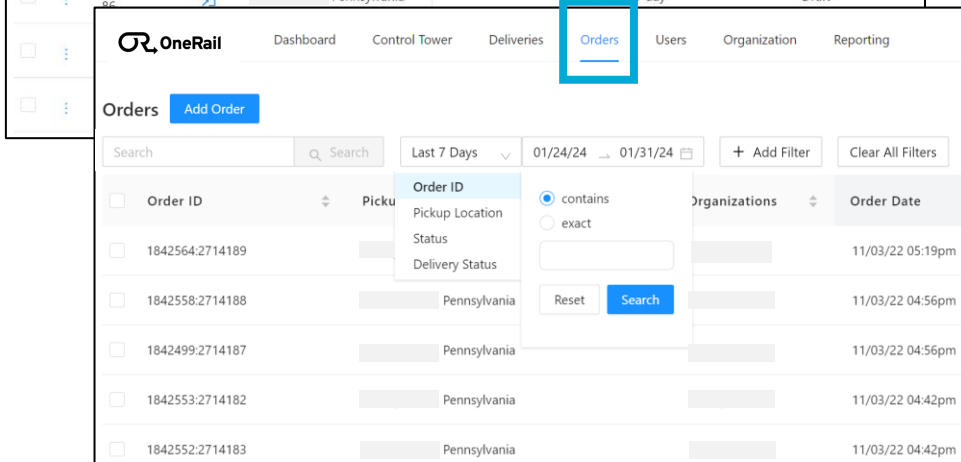 86
OneRail Dashboard Control Tower Deliveries Orders Users Organization Reporting
Orders Add Order
Search Search Last 7 Days 01/24/24 → 01/31/24 + Add Filter Clear All Filters
Order ID Organizations Order Date
Order ID
Pickup Location
Status
Delivery Status
contains
exact
Reset Search
1842564:2714189 11/03/22 05:19pm
1842558:2714188 Pennsylvania 11/03/22 04:56pm
1842499:2714187 Pennsylvania 11/03/22 04:56pm
1842553:2714182 Pennsylvania 11/03/22 04:42pm
1842552:2714183 Pennsylvania 11/03/22 04:42pm